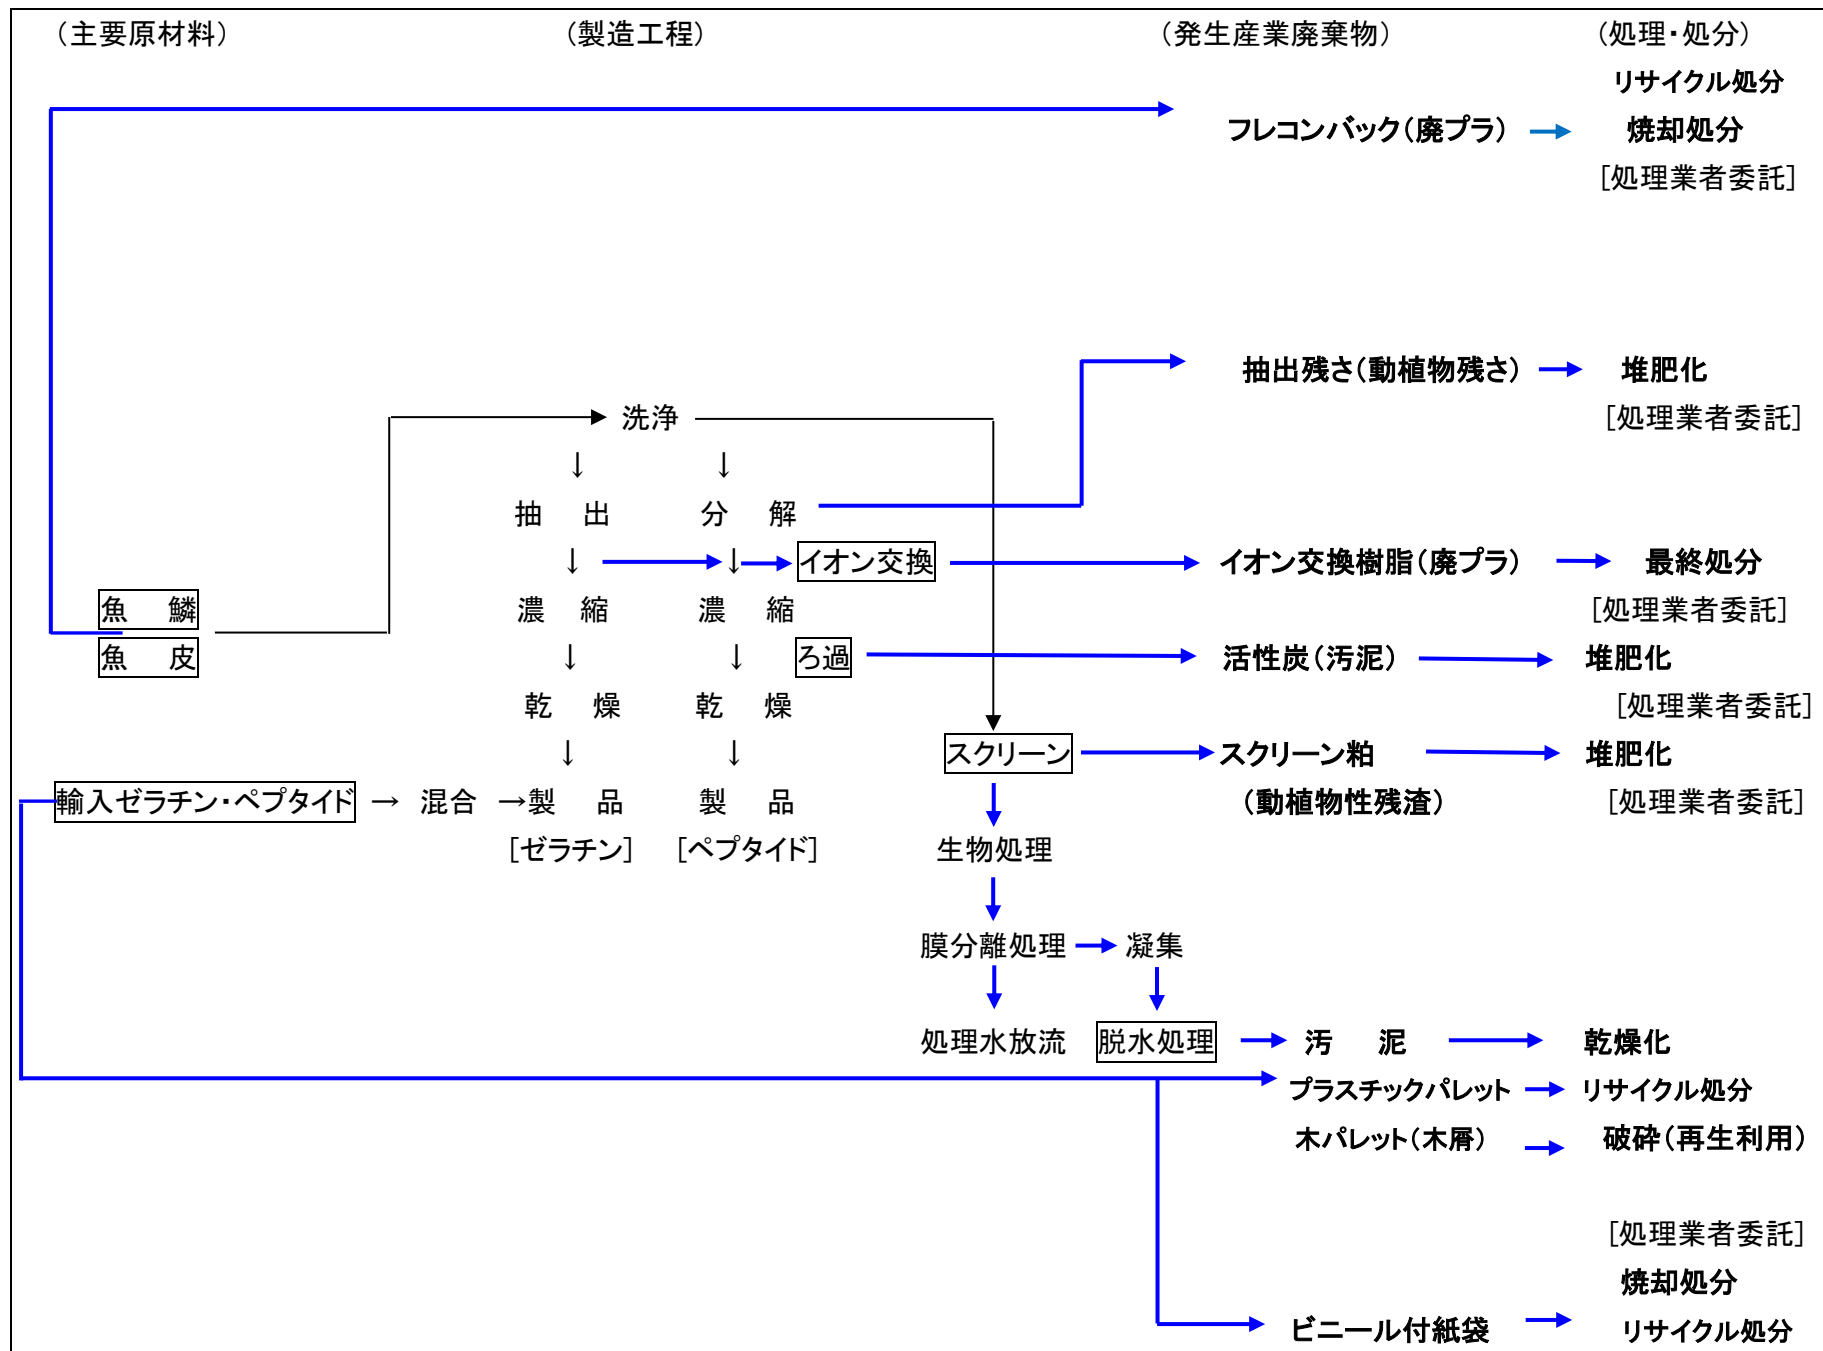 （主要原材料） （製造工程） （発生産業廃棄物） （処理・処分）
リサイクル処分
フレコンバック（廃プラ） 焼却処分
［処理業者委託］
抽出残さ（動植物残さ） 堆肥化
洗浄 ［処理業者委託］
↓ ↓
抽 出 分 解
↓ ↓ イオン交換 イオン交換樹脂（廃プラ） 最終処分
魚 鱗 濃 縮 濃 縮 ［処理業者委託］
魚 皮 ↓ ↓ ろ過 活性炭（汚泥） 堆肥化
乾 燥 乾 燥 ［処理業者委託］
↓ ↓ スクリーン スクリーン粕 堆肥化
輸入ゼラチン・ペプタイド → 混合 →製 品 製 品 （動植物性残渣） ［処理業者委託］
［ゼラチン］ ［ペプタイド］ 生物処理
膜分離処理 凝集
処理水放流 脱水処理 汚 泥 乾燥化
プラスチックパレット リサイクル処分
木パレット（木屑） 破砕（再生利用）
［処理業者委託］
焼却処分
ビニール付紙袋 リサイクル処分